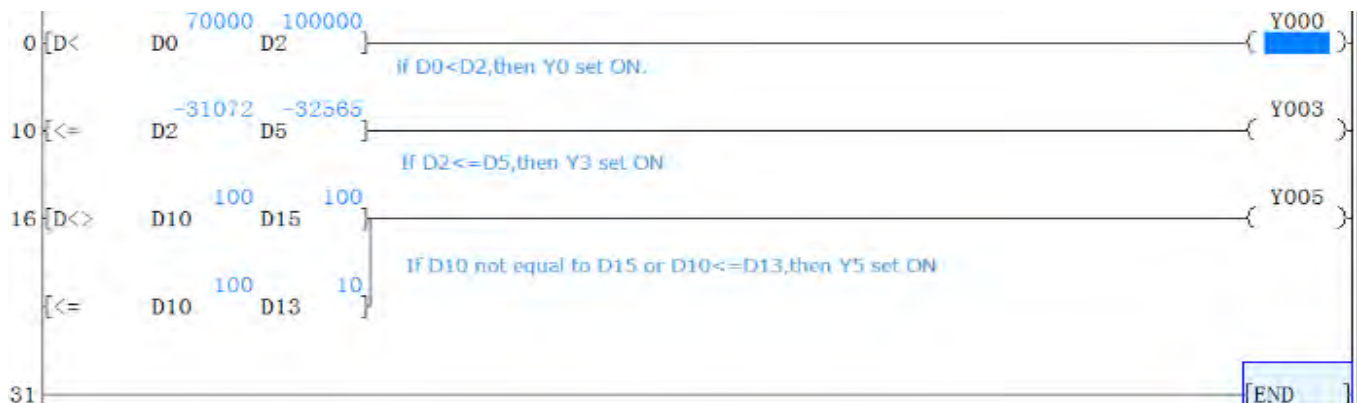 70000 100000 Y000
0 [D< D0 D2 ] ( )
if D0<D2,then Y0 set ON.
-31072 -32565 Y003
10 [<= D2 D5 ] ( )
If D2<=D5,then Y3 set ON
100 100 Y005
16 [D<> D10 D15 ] ( )
If D10 not equal to D15 or D10<=D13,then Y5 set ON
100 10
[<= D10 D13 ]
31 [END ]